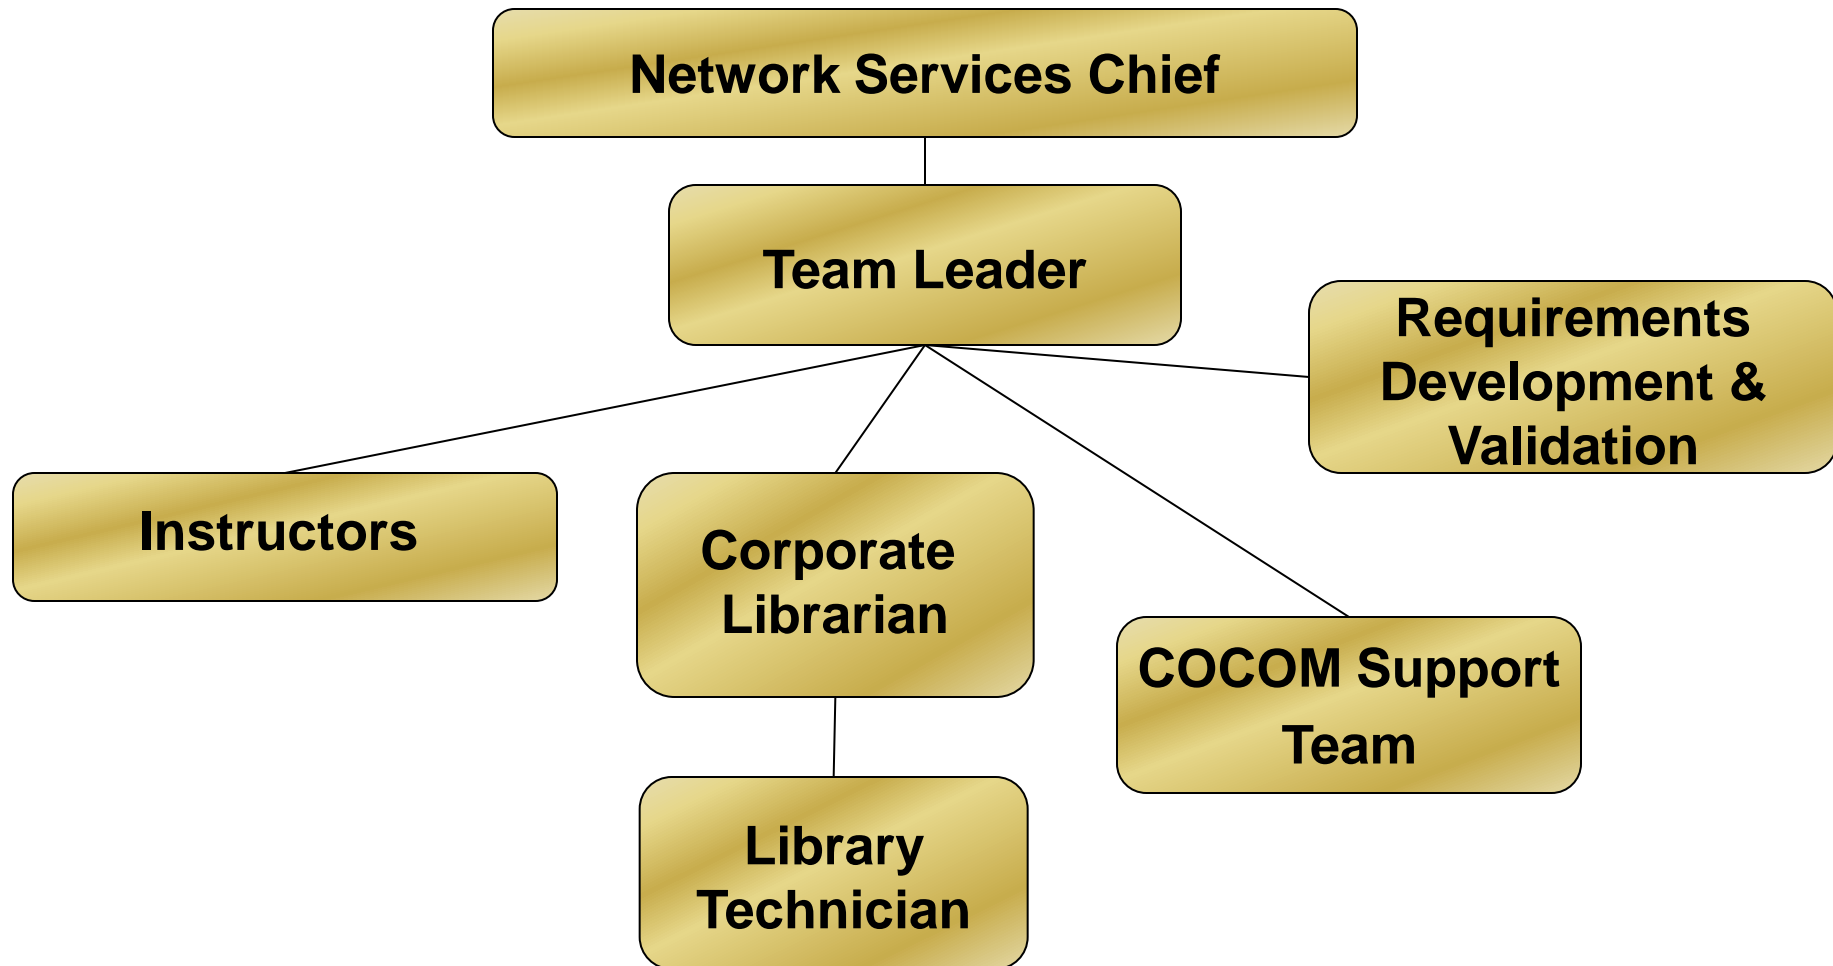 Network Services Chief
Team Leader
Requirements
Development &
Validation
Instructors
Corporate
Librarian
COCOM Support
Team
Library
Technician